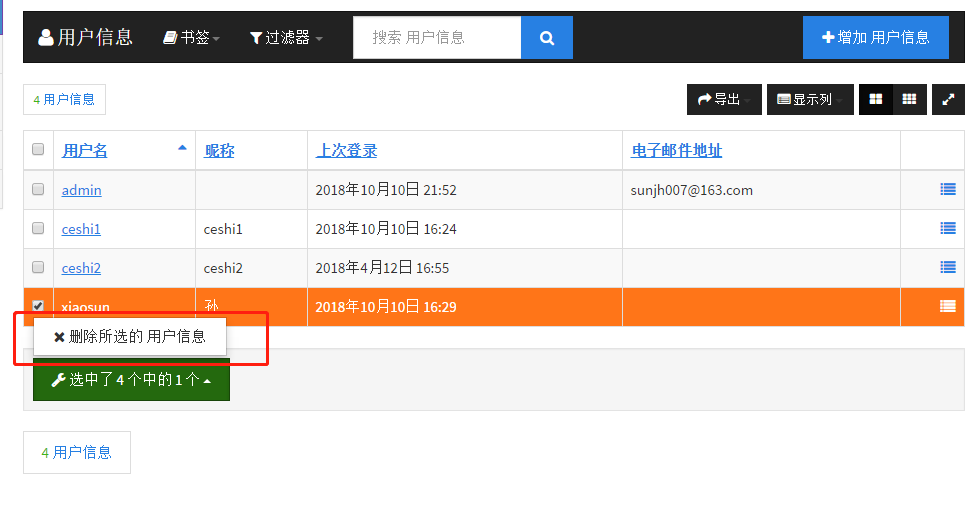 用户信息 书签 过滤器 搜索 用户信息 增加 用户信息
4 用户信息 导出 显示列
用户名 昵称 上次登录 电子邮件地址
admin 2018年10月10日 21:52 sunjh007@163.com
ceshi1 ceshi1 2018年10月10日 16:24
ceshi2 ceshi2 2018年4月12日 16:55
xiaosun 孙 2018年10月10日 16:29
删除所选的 用户信息
选中了 4 个中的 1 个
4 用户信息